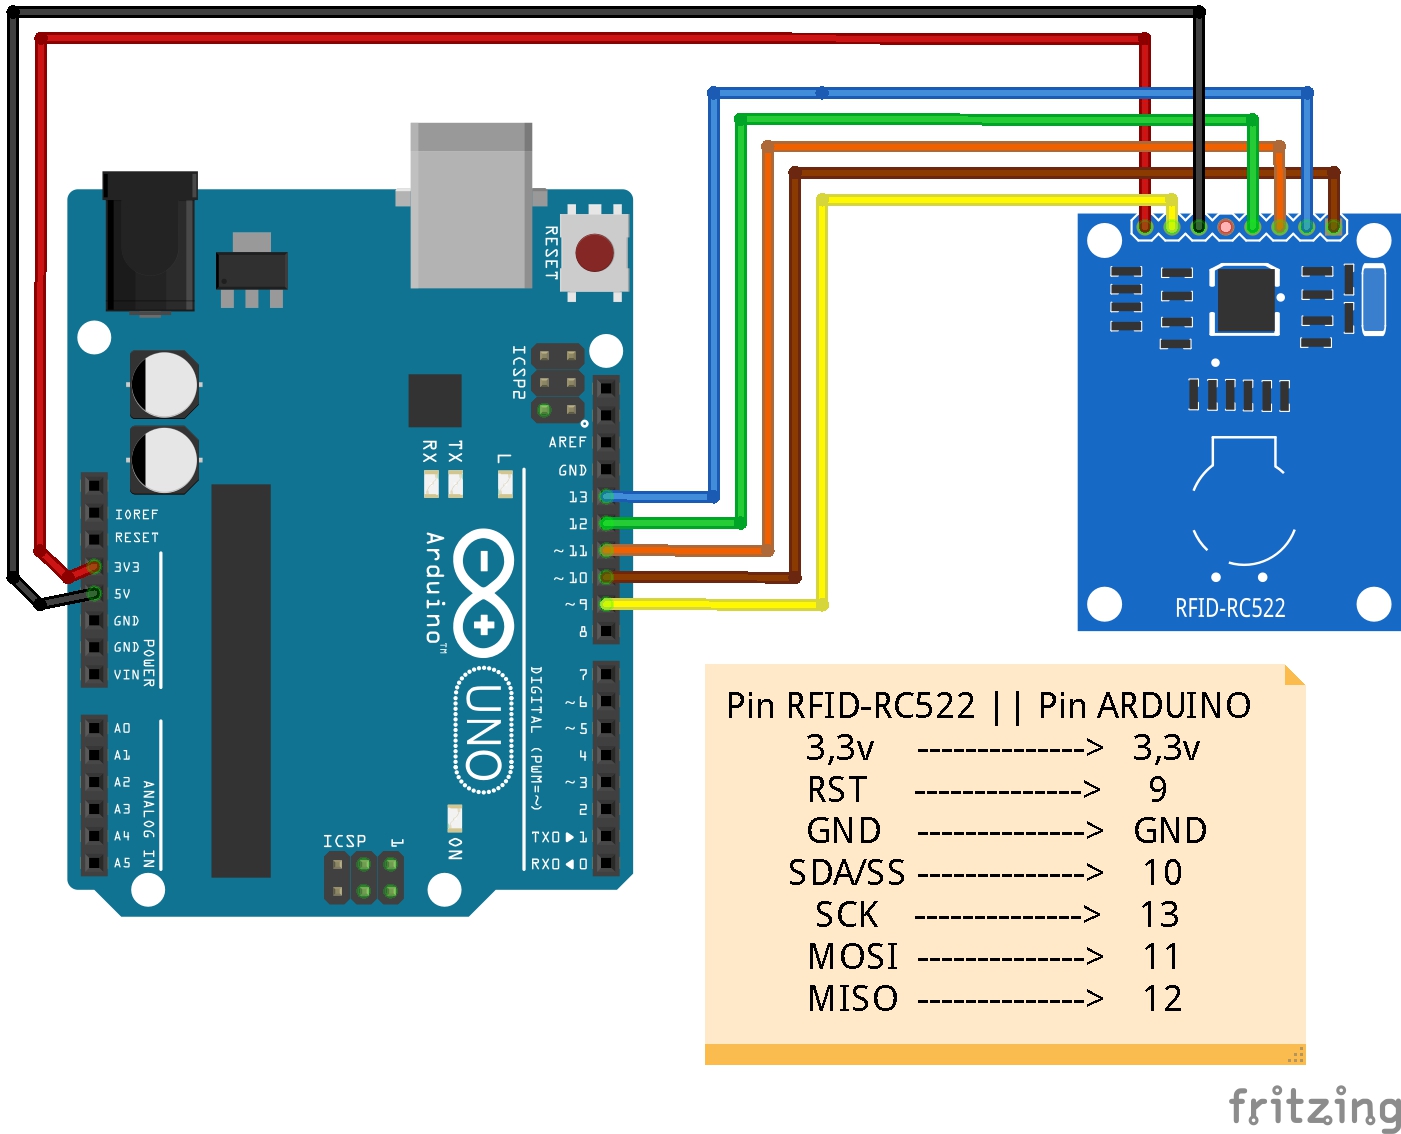 RESET
ICSP2
AREF
GND
RX TX L
13
12
~11
~10
~9
8
IOREF
RESET
3V3
5V
GND
GND
VIN
POWER
Arduino™
UNO
DIGITAL (PWM=~)
7
~6
~5
4
~3
2
TX0▶1
RX0◀0
A0
A1
A2
A3
A4
A5
ANALOG IN
ICSP 1
ON
RFID-RC522
Pin RFID-RC522 || Pin ARDUINO
3,3v --------------> 3,3v
RST --------------> 9
GND --------------> GND
SDA/SS --------------> 10
SCK --------------> 13
MOSI --------------> 11
MISO --------------> 12
fritzing